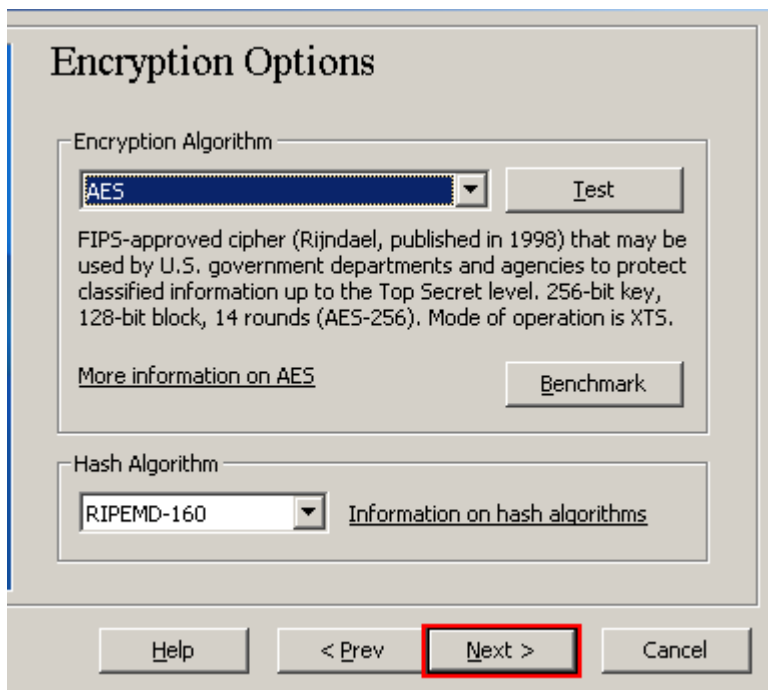 Encryption Options
Encryption Algorithm
AES
Test
FIPS-approved cipher (Rijndael, published in 1998) that may be
used by U.S. government departments and agencies to protect
classified information up to the Top Secret level. 256-bit key,
128-bit block, 14 rounds (AES-256). Mode of operation is XTS.
More information on AES
Benchmark
Hash Algorithm
RIPEMD-160
Information on hash algorithms
Help
< Prev
Next >
Cancel